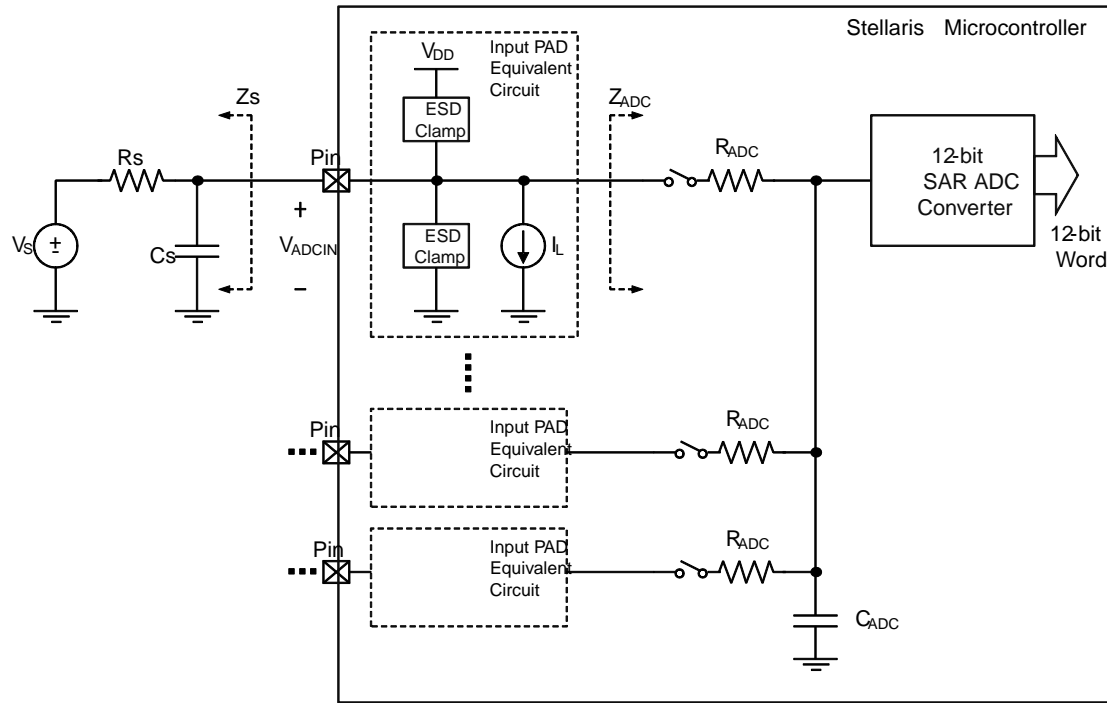 Stellaris Microcontroller
Input PAD
Equivalent
Circuit
VDD
ESD
Clamp
Zs
ZADC
RADC
Rs
Pin
12-bit
SAR ADC
Converter
+
VADCIN
−
VS
±
Cs
ESD
Clamp
IL
12-bit
Word
Pin
Input PAD
Equivalent
Circuit
RADC
Pin
Input PAD
Equivalent
Circuit
RADC
CADC